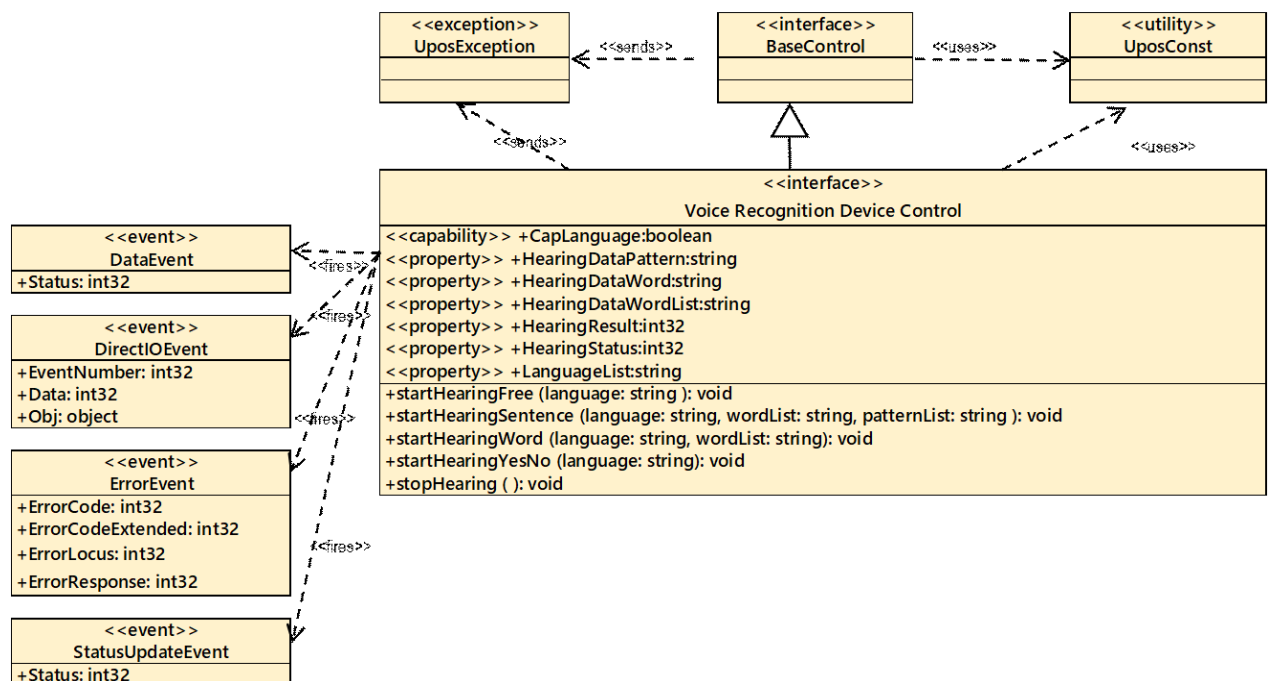 <<exception>>
UposException
<<sends>>
<<interface>>
BaseControl
<<uses>>
<<utility>>
UposConst
<<sends>>
<<uses>>
<<interface>>
Voice Recognition Device Control
<<capability>> +CapLanguage:boolean
<<property>> +HearingDataPattern:string
<<property>> +HearingDataWord:string
<<property>> +HearingDataWordList:string
<<property>> +HearingResult:int32
<<property>> +HearingStatus:int32
<<property>> +LanguageList:string
+startHearingFree (language: string ): void
+startHearingSentence (language: string, wordList: string, patternList: string ): void
+startHearingWord (language: string, wordList: string): void
+startHearingYesNo (language: string): void
+stopHearing ( ): void
<<event>>
DataEvent
+Status: int32
<<fires>>
<<event>>
DirectIOEvent
+EventNumber: int32
+Data: int32
+Obj: object
<<fires>>
<<fires>>
<<event>>
ErrorEvent
+ErrorCode: int32
+ErrorCodeExtended: int32
+ErrorLocus: int32
+ErrorResponse: int32
<<fires>>
<<event>>
StatusUpdateEvent
+Status: int32